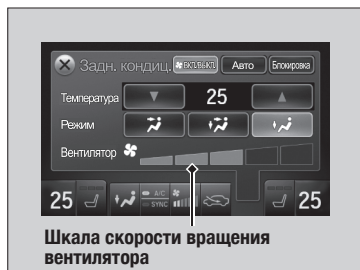 Задн. кондиц. ВКЛ./ВЫКЛ. Авто Блокировка
Температура 25
Режим
Вентилятор
25 A/C SYNC 25
Шкала скорости вращения
вентилятора